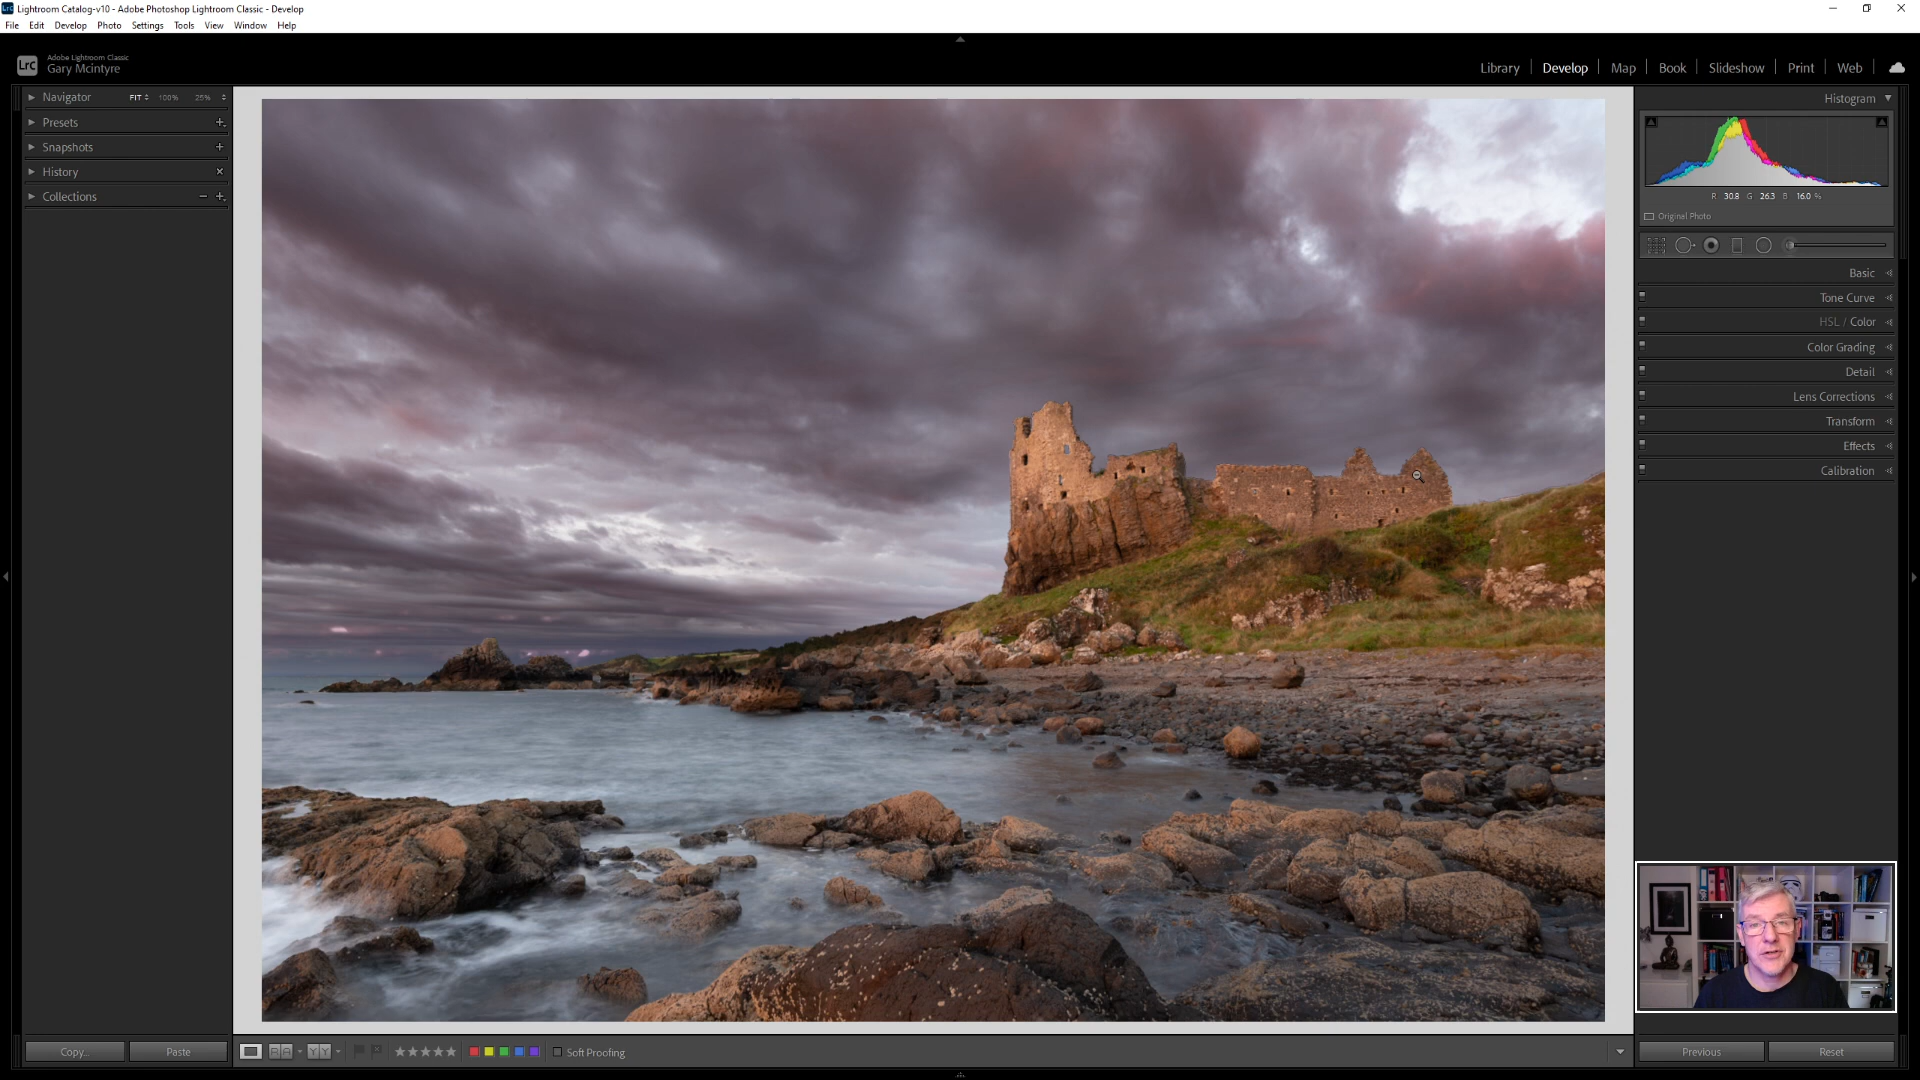 Lightroom Catalog-v10 - Adobe Photoshop Lightroom Classic - Develop
File Edit Develop Photo Settings Tools View Window Help
LrC Adobe Lightroom Classic
Gary Mcintyre
Library Develop Map Book Slideshow Print Web
Navigator FIT 100% 25%
Presets
Snapshots
History
Collections
Histogram
R 30.8 G 26.3 B 16.0 %
Original Photo
Basic
Tone Curve
HSL / Color
Color Grading
Detail
Lens Corrections
Transform
Effects
Calibration
Copy... Paste
R A Y Y
Soft Proofing
Previous Reset